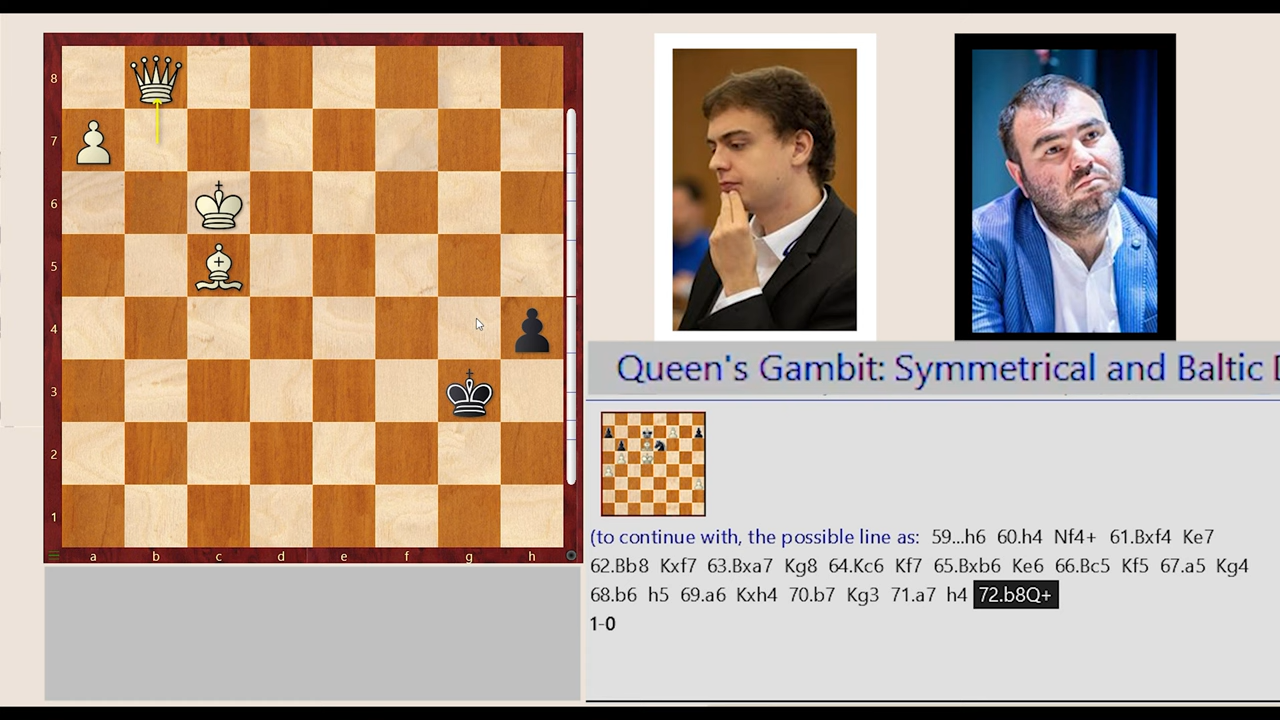 8
7
6
5
4
3
2
1
a b c d e f g h
Queen's Gambit: Symmetrical and Baltic
(to continue with, the possible line as: 59...h6 60.h4 Nf4+ 61.Bxf4 Ke7
62.Bb8 Kxf7 63.Bxa7 Kg8 64.Kc6 Kf7 65.Bxb6 Ke6 66.Bc5 Kf5 67.a5 Kg4
68.b6 h5 69.a6 Kxh4 70.b7 Kg3 71.a7 h4 72.b8Q+
1-0